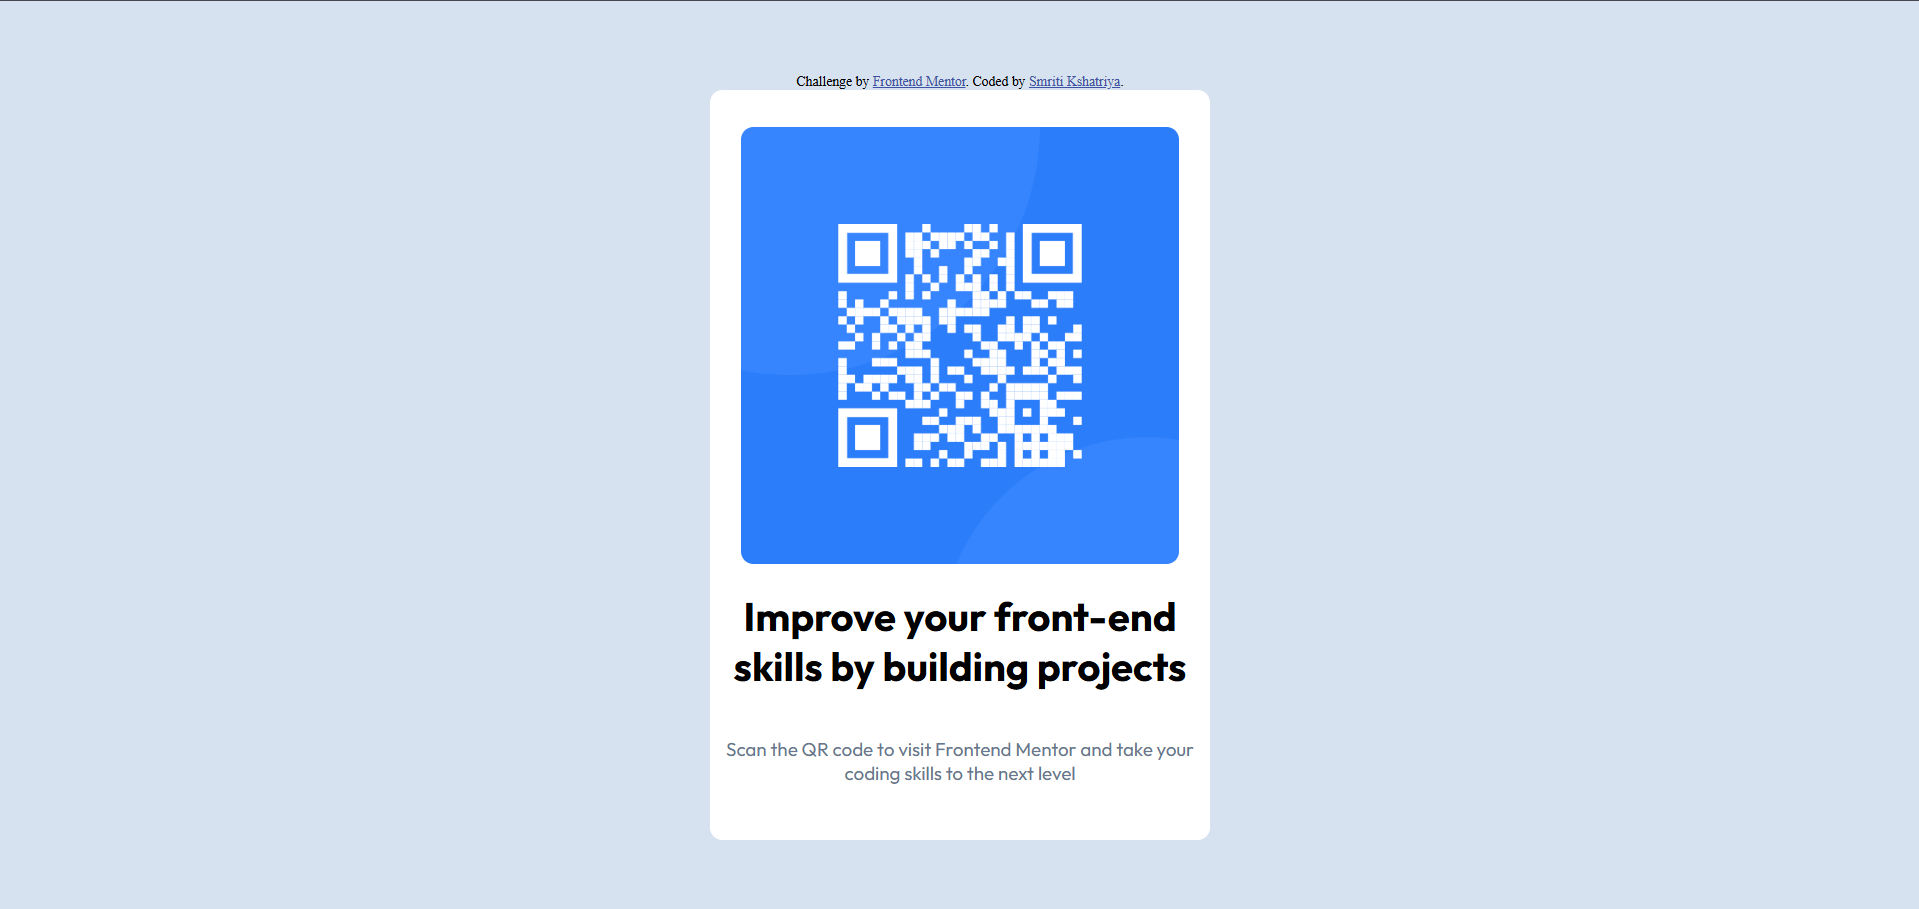 Challenge by Frontend Mentor. Coded by Smriti Kshatriya.
Improve your front-end
skills by building projects
Scan the QR code to visit Frontend Mentor and take your
coding skills to the next level